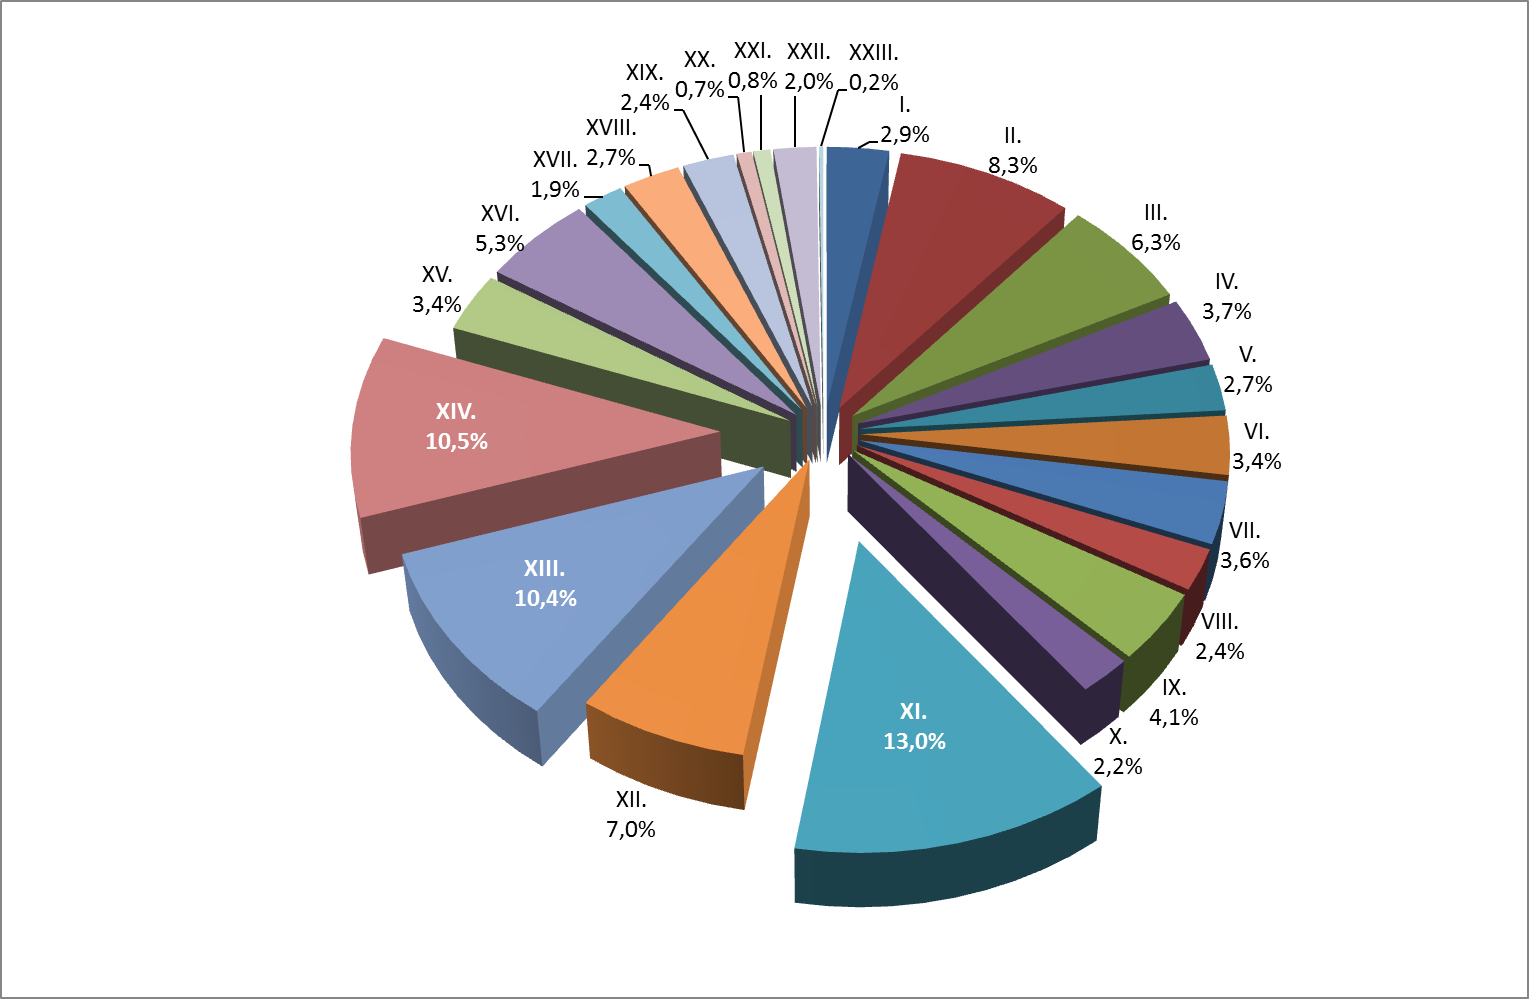 I.
2,9%
II.
8,3%
III.
6,3%
IV.
3,7%
V.
2,7%
VI.
3,4%
VII.
3,6%
VIII.
2,4%
IX.
4,1%
X.
2,2%
XI.
13,0%
XII.
7,0%
XIII.
10,4%
XIV.
10,5%
XV.
3,4%
XVI.
5,3%
XVII.
1,9%
XVIII.
2,7%
XIX.
2,4%
XX.
0,7%
XXI.
0,8%
XXII.
2,0%
XXIII.
0,2%